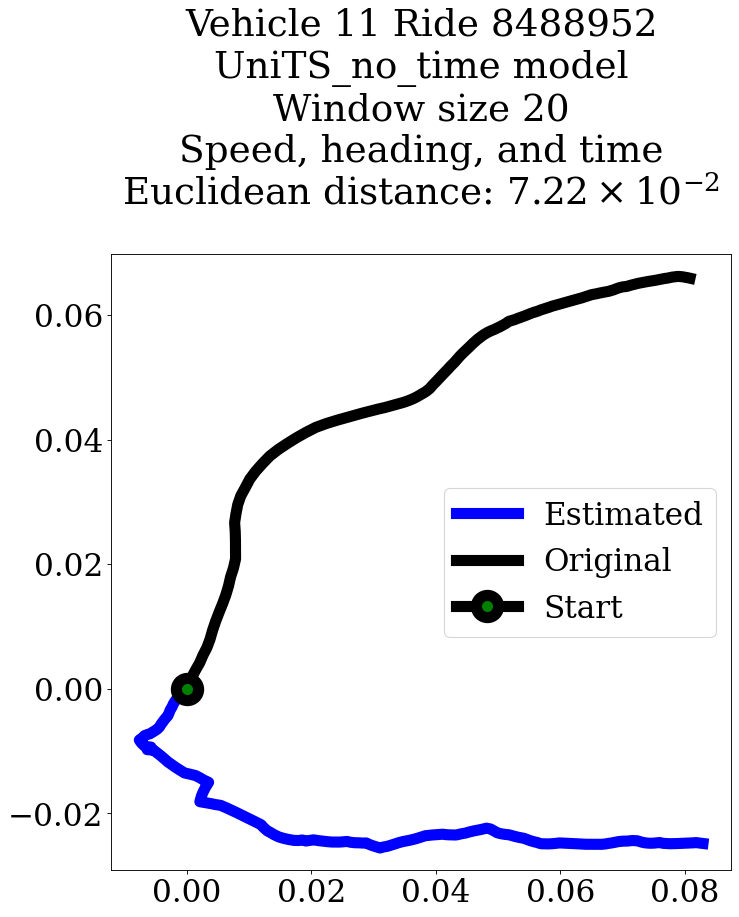 Vehicle 11 Ride 8488952
UniTS_no_time model
Window size 20
Speed, heading, and time
Euclidean distance: 7.22 × 10⁻²
0.06
0.04
0.02
0.00
−0.02
Estimated
Original
Start
0.00 0.02 0.04 0.06 0.08